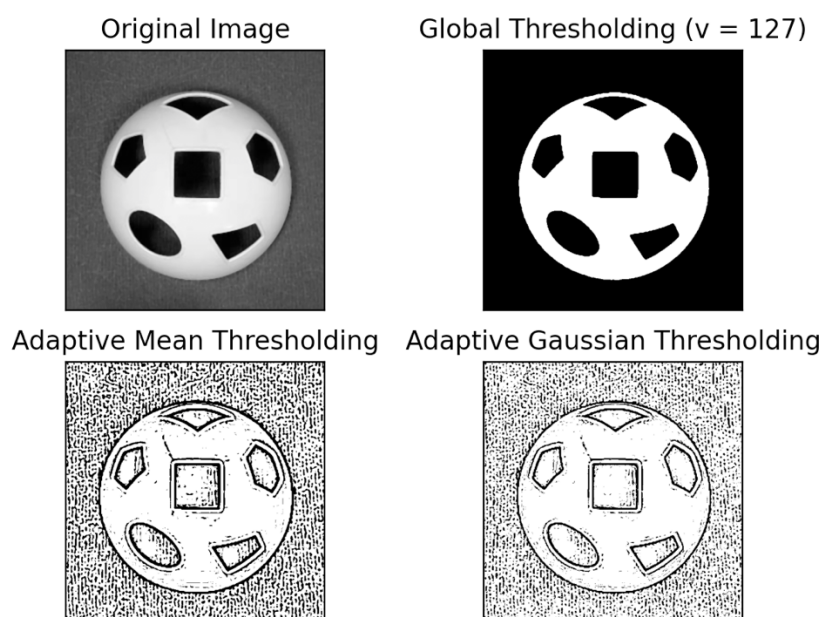 Original Image
Global Thresholding (v = 127)
Adaptive Mean Thresholding
Adaptive Gaussian Thresholding